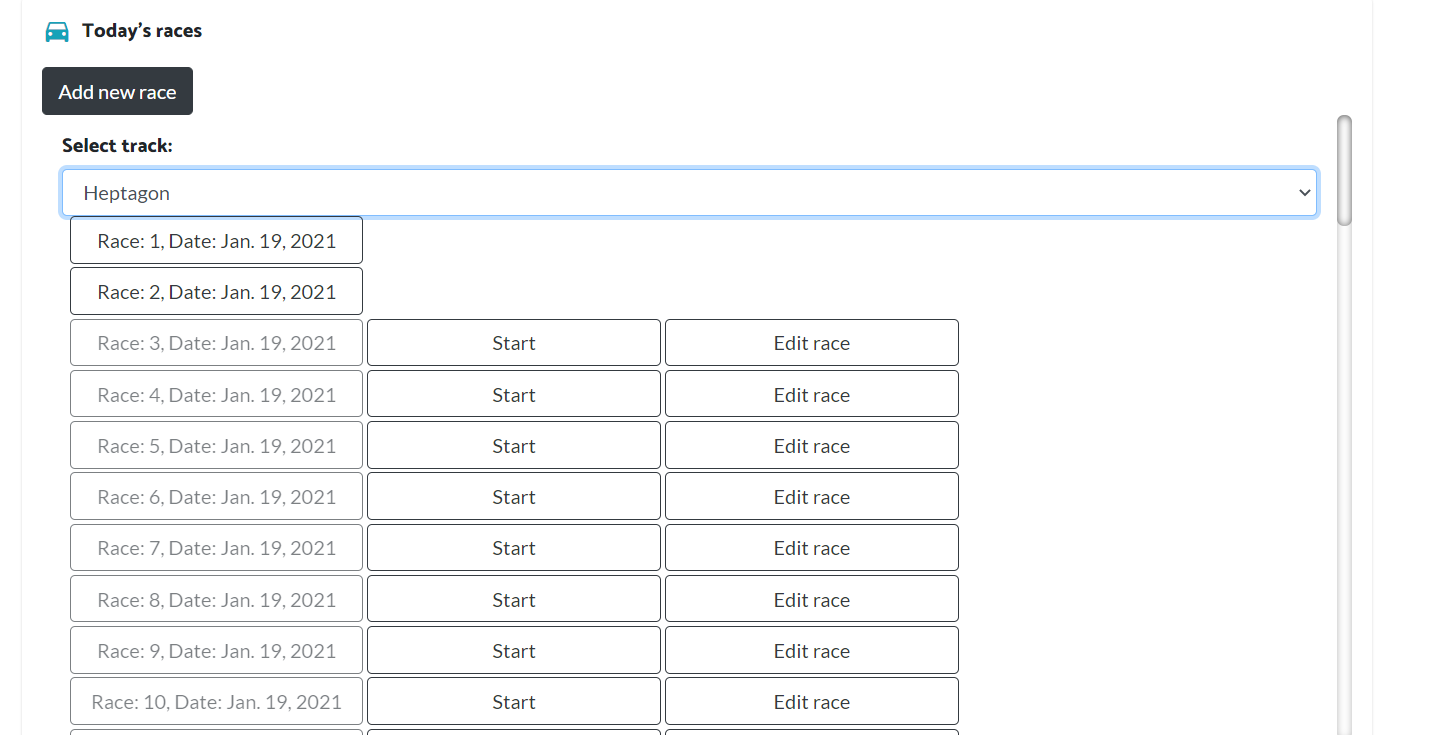 Today's races
Add new race
Select track:
Heptagon
Race: 1, Date: Jan. 19, 2021
Race: 2, Date: Jan. 19, 2021
Race: 3, Date: Jan. 19, 2021 Start Edit race
Race: 4, Date: Jan. 19, 2021 Start Edit race
Race: 5, Date: Jan. 19, 2021 Start Edit race
Race: 6, Date: Jan. 19, 2021 Start Edit race
Race: 7, Date: Jan. 19, 2021 Start Edit race
Race: 8, Date: Jan. 19, 2021 Start Edit race
Race: 9, Date: Jan. 19, 2021 Start Edit race
Race: 10, Date: Jan. 19, 2021 Start Edit race